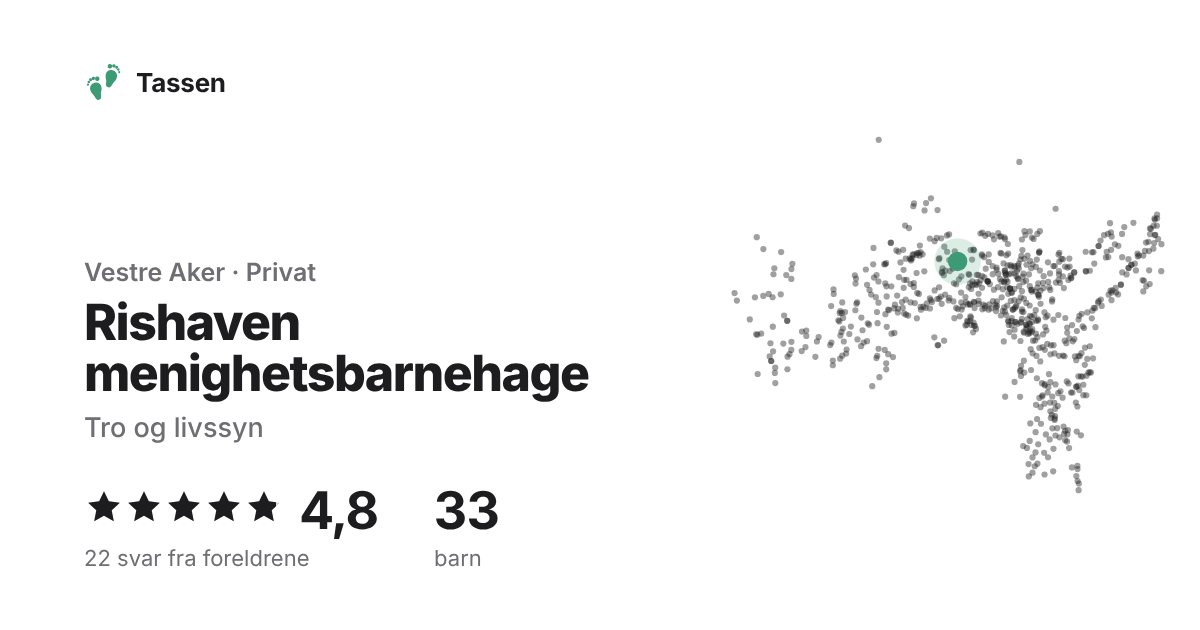 Tassen
Vestre Aker · Privat
Rishaven
menighetsbarnehage
Tro og livssyn
4,8
33
22 svar fra foreldrene
barn